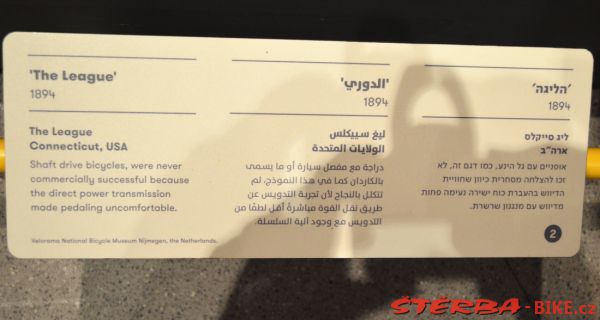 'The League'
1894
The League
Connecticut, USA
Shaft drive bicycles, were never
commercially successful because
the direct power transmission
made pedaling uncomfortable.
'الدوري'
1894
ليغ سييكلس
الولايات المتحدة
دراجة مع مفصل سيارة أو ما يسمى
بالكاردان كما في هذا النموذج، لم
تتكلل بالنجاح لأن تجربة التدويس عن
طريق نقل القوة مباشرةً أقل لطفًا من
التدويس مع وجود آلية السلسلة.
'הליגה'
1894
ליג סייקלס
ארה"ב
אופניים עם גל הינע, כמו דגם זה, לא
זכו להצלחה מסחרית כיוון שחוויית
הדיווש בהעברת כוח ישירה נעימה פחות
מדיווש עם מנגנון שרשרת.
Velorama National Bicycle Museum Nijmegen, the Netherlands.
2
ŠTĚRBA-BIKE.cz